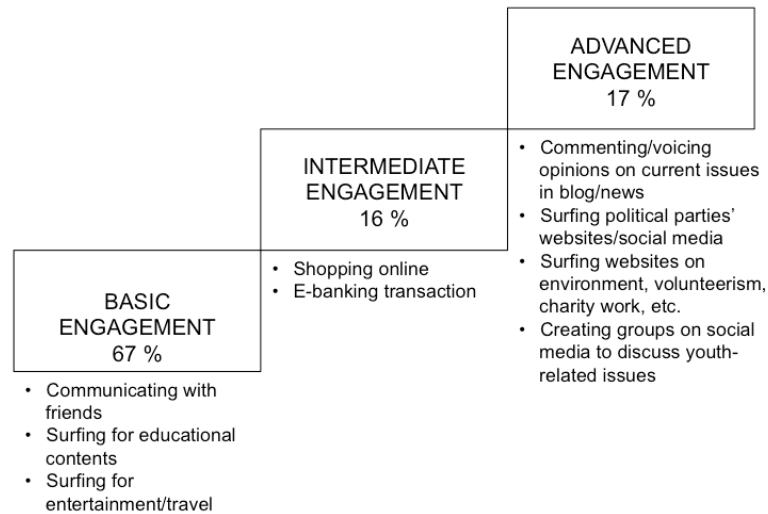 ADVANCED
ENGAGEMENT
17 %
• Commenting/voicing
opinions on current issues
in blog/news
• Surfing political parties’
websites/social media
• Surfing websites on
environment, volunteerism,
charity work, etc.
• Creating groups on social
media to discuss youth-
related issues
INTERMEDIATE
ENGAGEMENT
16 %
• Shopping online
• E-banking transaction
BASIC
ENGAGEMENT
67 %
• Communicating with
friends
• Surfing for educational
contents
• Surfing for
entertainment/travel